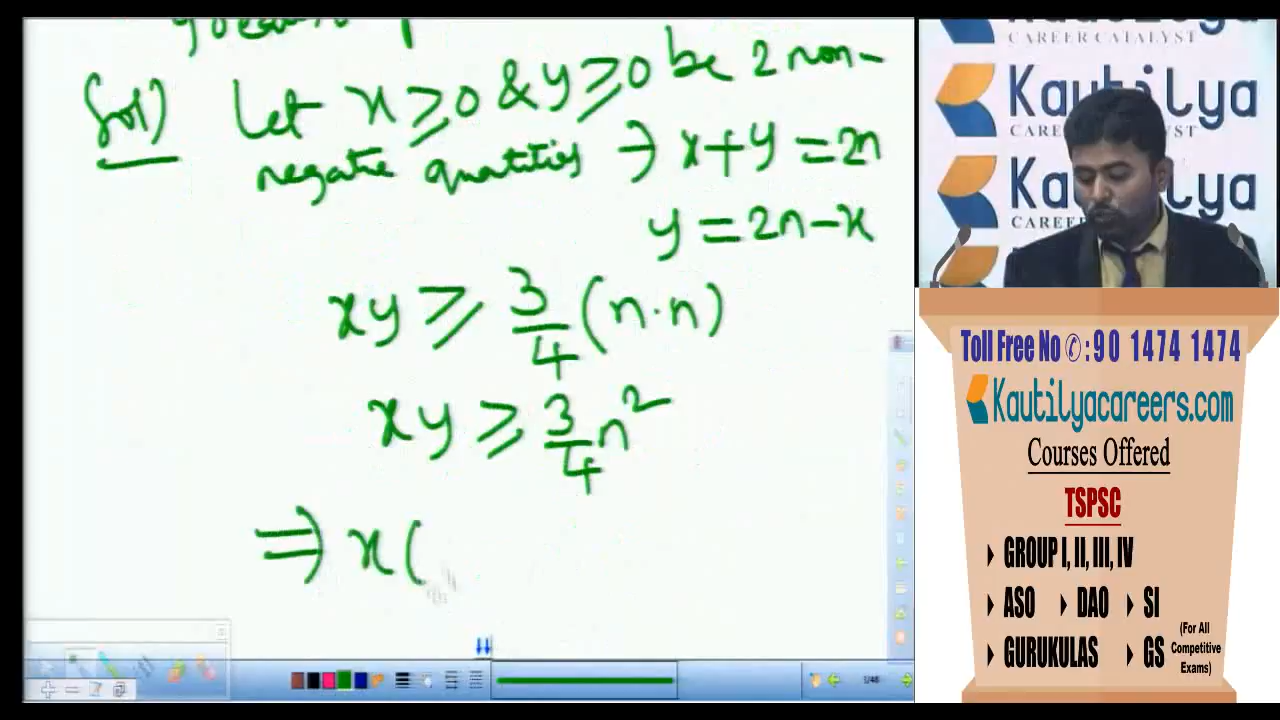 Sol) Let x ≥ 0 & y ≥ 0 be 2 non-
negative quantities → x + y = 2n
y = 2n - x
xy ≥ 3/4 (n · n)
xy ≥ 3/4 n²
⇒ x (
1/48
CAREER CATALYST
Kautilya
CAREER CATALYST
Kautilya
CAREER
Toll Free No ✆: 90 1474 1474
Kautilyacareers.com
Courses Offered
TSPSC
GROUP I, II, III, IV
ASO DAO SI
GURUKULAS GS
(For All
Competitive
Exams)